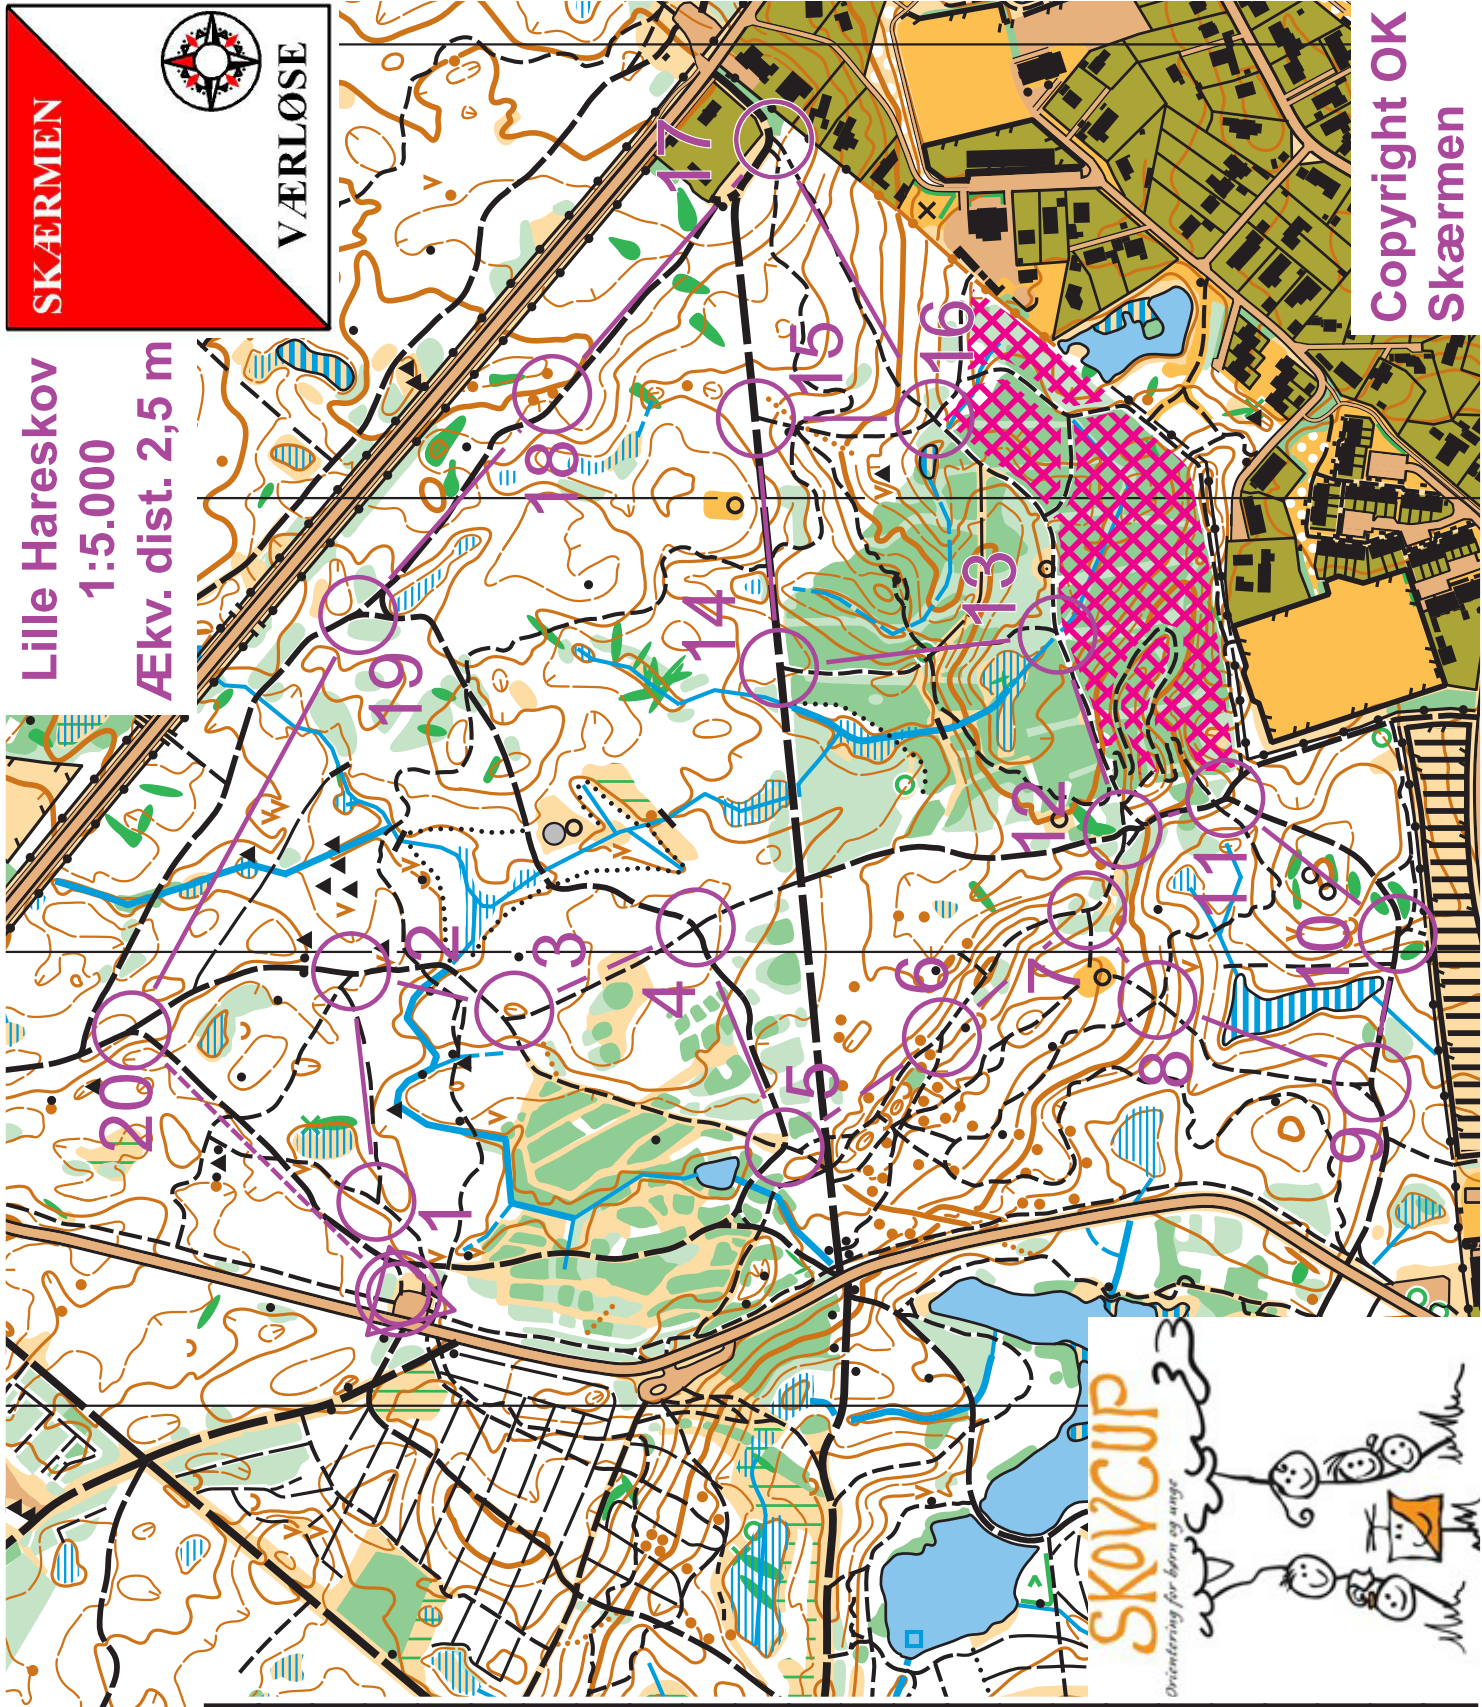 SKÆRMEN
VÆRLØSE
Lille Hareskov
1:5.000
Ækv. dist. 2,5 m
17
16
15
18
14
13
19
12
11
10
2
3
4
6
7
5
8
9
20
1
Copyright OK
Skærmen
SKOVCUP
Orientering for børn og unge